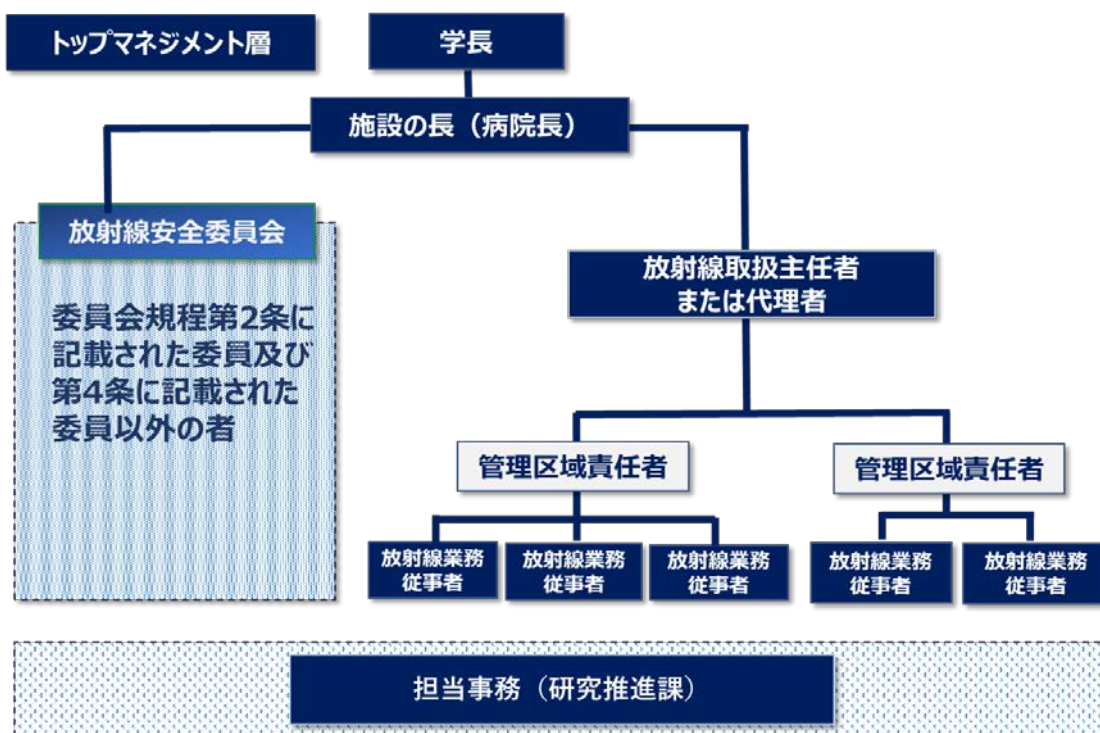 トップマネジメント層
学長
施設の長（病院長）
放射線安全委員会
委員会規程第2条に
記載された委員及び
第4条に記載された
委員以外の者
放射線取扱主任者
または代理者
管理区域責任者
管理区域責任者
放射線業務
従事者
放射線業務
従事者
放射線業務
従事者
放射線業務
従事者
放射線業務
従事者
担当事務（研究推進課）